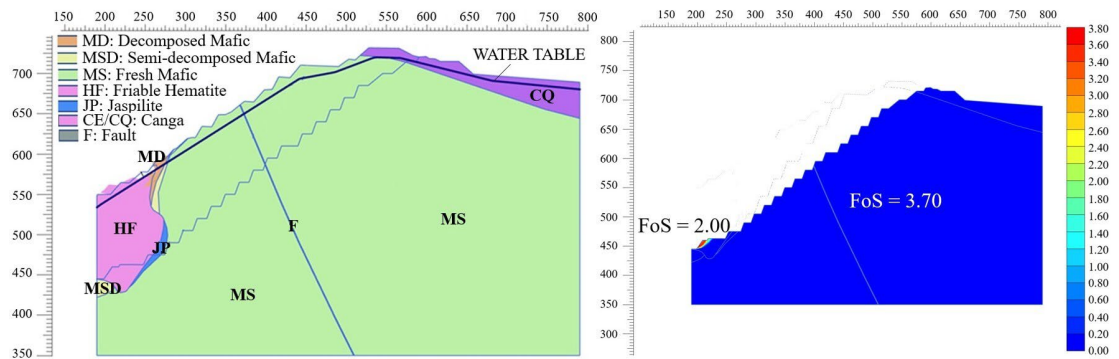 150 200 250 300 350 400 450 500 550 600 650 700 750 800
MD: Decomposed Mafic
MSD: Semi-decomposed Mafic
MS: Fresh Mafic
HF: Friable Hematite
JP: Jaspilite
CE/CQ: Canga
F: Fault
WATER TABLE
CQ
MD
HF
JP
MSD
MS
F
MS
700
650
600
550
500
450
400
350
150 200 250 300 350 400 450 500 550 600 650 700 750 800
800
750
700
650
600
550
500
450
400
350
300
FoS = 2.00
FoS = 3.70
3.80
3.60
3.40
3.20
3.00
2.80
2.60
2.40
2.20
2.00
1.80
1.60
1.40
1.20
1.00
0.80
0.60
0.40
0.20
0.00